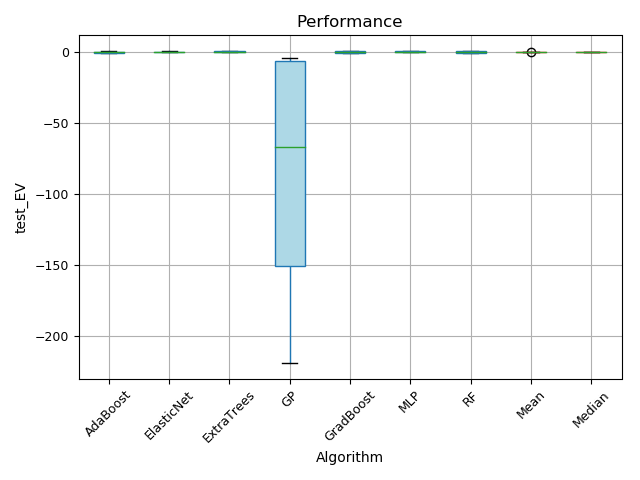 Performance
0
−50
−100
−150
−200
test_EV
AdaBoost
ElasticNet
ExtraTrees
GP
GradBoost
MLP
RF
Mean
Median
Algorithm